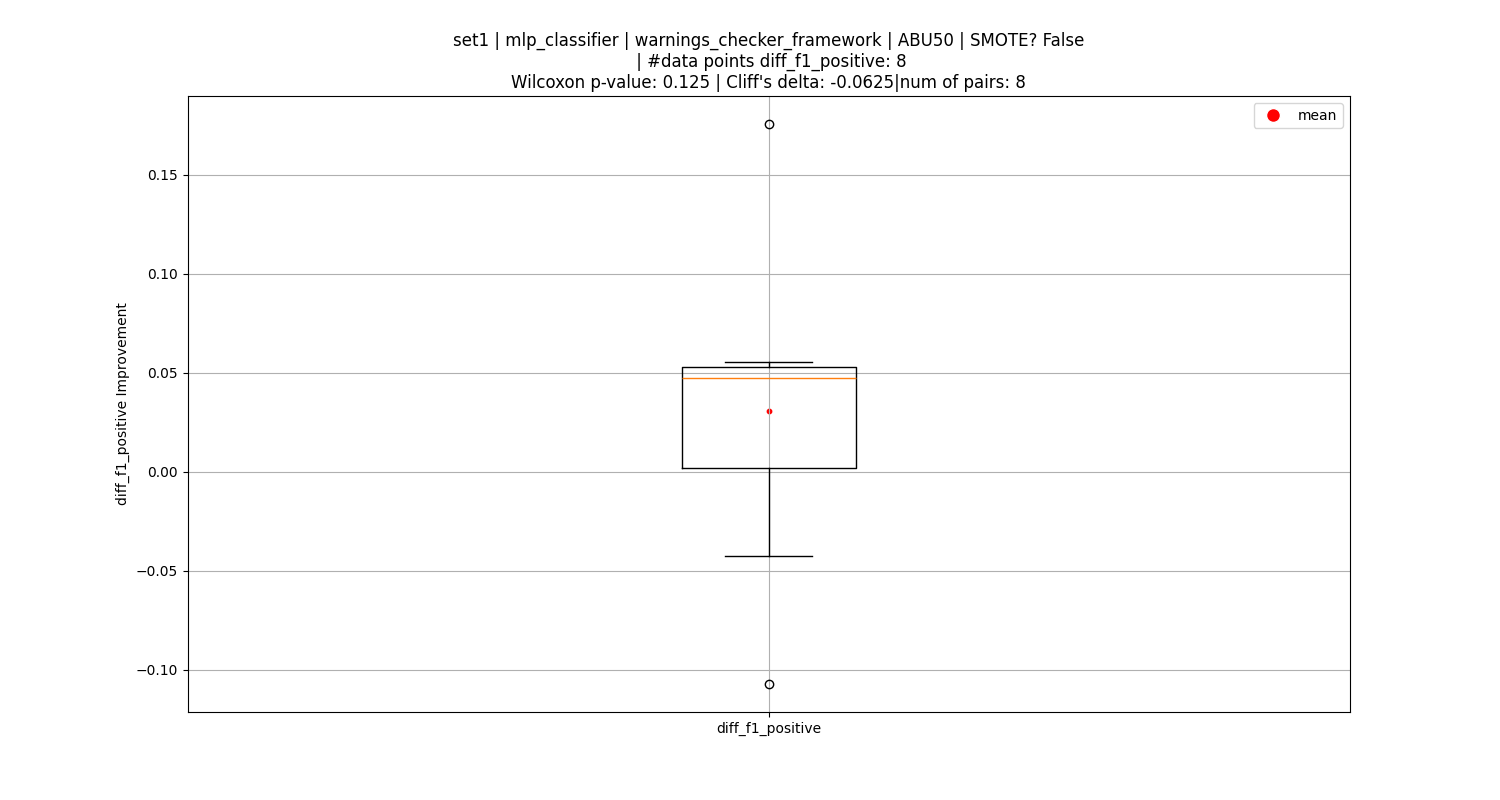 set1 | mlp_classifier | warnings_checker_framework | ABU50 | SMOTE? False
| #data points diff_f1_positive: 8
Wilcoxon p-value: 0.125 | Cliff's delta: -0.0625|num of pairs: 8
mean
0.15
0.10
0.05
0.00
−0.05
−0.10
diff_f1_positive Improvement
diff_f1_positive